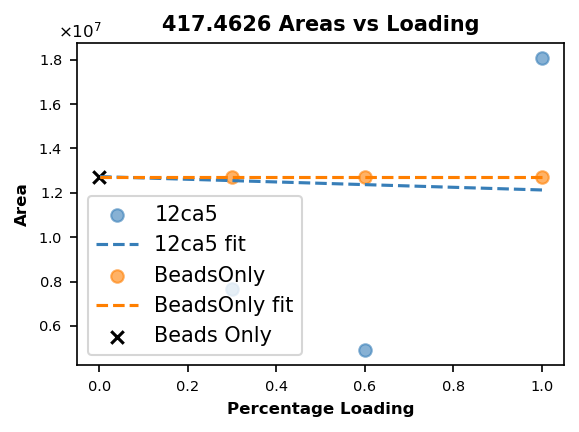 417.4626 Areas vs Loading
×10⁷
1.8
1.6
1.4
1.2
1.0
0.8
0.6
Area
12ca5
12ca5 fit
BeadsOnly
BeadsOnly fit
Beads Only
0.0 0.2 0.4 0.6 0.8 1.0
Percentage Loading